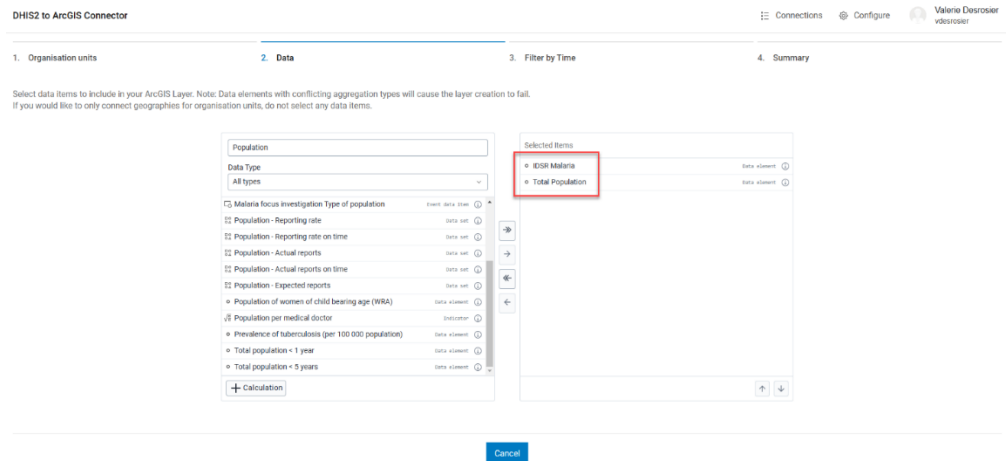 DHIS2 to ArcGIS Connector
Connections
Configure
Valerie Desrosier
vdesrosier
1. Organisation units
2. Data
3. Filter by Time
4. Summary
Select data items to include in your ArcGIS Layer. Note: Data elements with conflicting aggregation types will cause the layer creation to fail.
If you would like to only connect geographies for organisation units, do not select any data items.
Population
Data Type
All types
Malaria focus investigation Type of population Event data item
Population - Reporting rate Data set
Population - Reporting rate on time Data set
Population - Actual reports Data set
Population - Actual reports on time Data set
Population - Expected reports Data set
Population of women of child bearing age (WRA) Data element
Population per medical doctor Indicator
Prevalence of tuberculosis (per 100 000 population) Data element
Total population < 1 year Data element
Total population < 5 years Data element
+ Calculation
Selected Items
IDSR Malaria Data element
Total Population Data element
Cancel